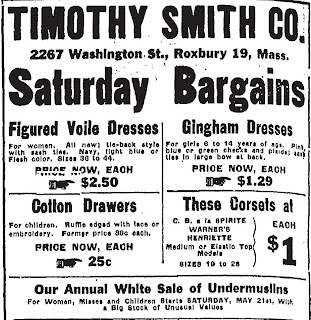 TIMOTHY SMITH CO.
2267 Washington St., Roxbury 19, Mass.
Saturday Bargains
Figured Voile Dresses
For women. All new; tie-back style
with sash ties. Navy, light blue or
Flesh color. Sizes 36 to 44.
PRICE NOW, EACH
$2.50
Gingham Dresses
For girls 6 to 14 years of age. Pink,
blue or green checks and plaids; sash
ties in large bow at back.
PRICE NOW, EACH
$1.29
Cotton Drawers
For children. Ruffle edged with lace or
embroidery. Former price 38c each.
PRICE NOW, EACH
25c
These Corsets at
C. B. a la SPIRITE
WARNER'S
HENRIETTE
Medium or Elastic Top
Models
SIZES 19 to 28
EACH
$1
Our Annual White Sale of Undermuslins
For Women, Misses and Children Starts SATURDAY, MAY 21st, With
a Big Stock of Unusual Values